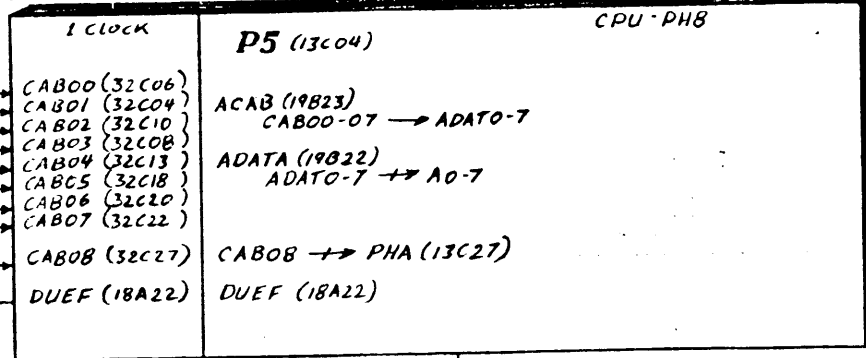 1 CLOCK
CAB00 (32C06)
CAB01 (32C04)
CAB02 (32C10)
CAB03 (32C08)
CAB04 (32C13)
CAB05 (32C18)
CAB06 (32C20)
CAB07 (32C22)
CAB08 (32C27)
DUEF (18A22)
P5 (13C04)
CPU-PH8
ACAB (19B23)
CAB00-07 → ADAT0-7
ADATA (19B22)
ADAT0-7 ⇸ A0-7
CAB08 ⇸ PHA (13C27)
DUEF (18A22)